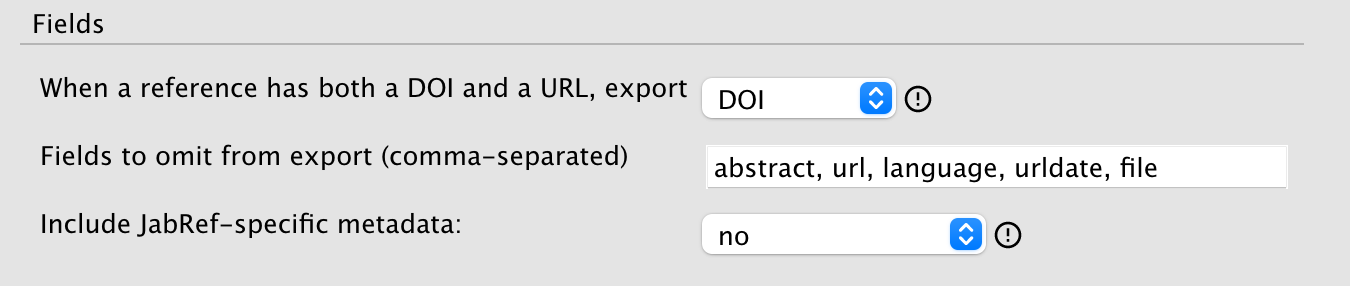 Fields
When a reference has both a DOI and a URL, export DOI
Fields to omit from export (comma-separated) abstract, url, language, urldate, file
Include JabRef-specific metadata: no